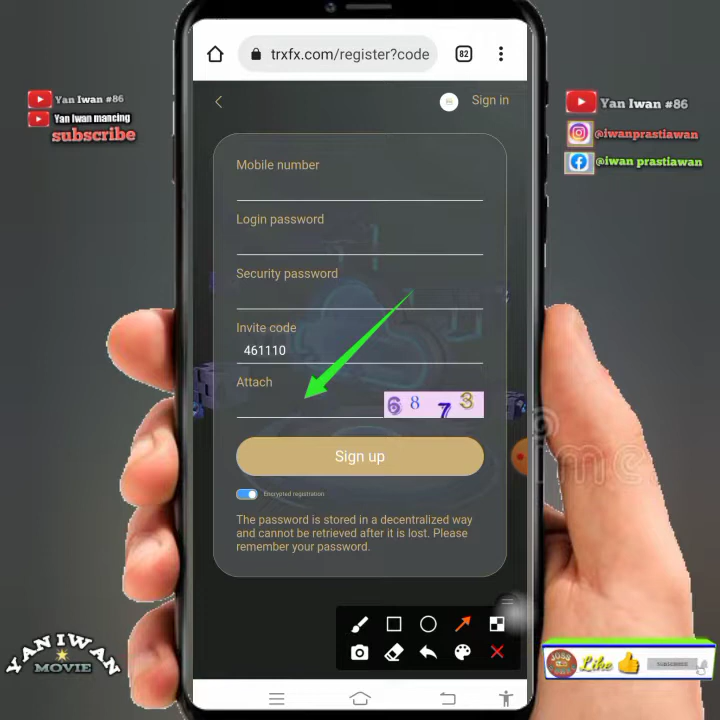 trxfx.com/register?code
82
Sign in
Mobile number
Login password
Security password
Invite code
461110
Attach
6 8 7 3
Sign up
Encrypted registration
The password is stored in a decentralized way
and cannot be retrieved after it is lost. Please
remember your password.
Yan Iwan #86
Yan Iwan mancing
subscribe
Yan Iwan #86
@iwanprastiawan
@iwan prastiawan
YAN IWAN
MOVIE
JOSS
Like
SUBSCRIBE